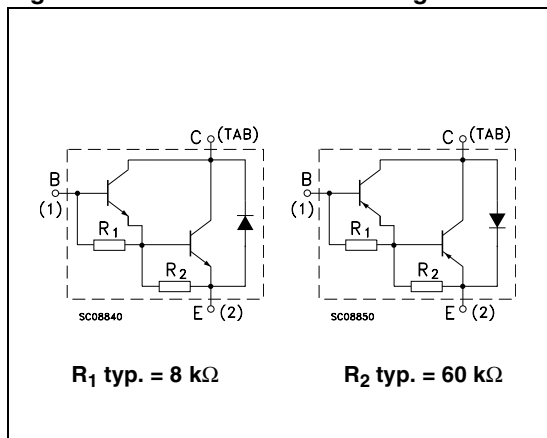 C (TAB)
B
(1)
R1
R2
SC08840
E (2)
C (TAB)
B
(1)
R1
R2
SC08850
E (2)
R1 typ. = 8 kΩ
R2 typ. = 60 kΩ